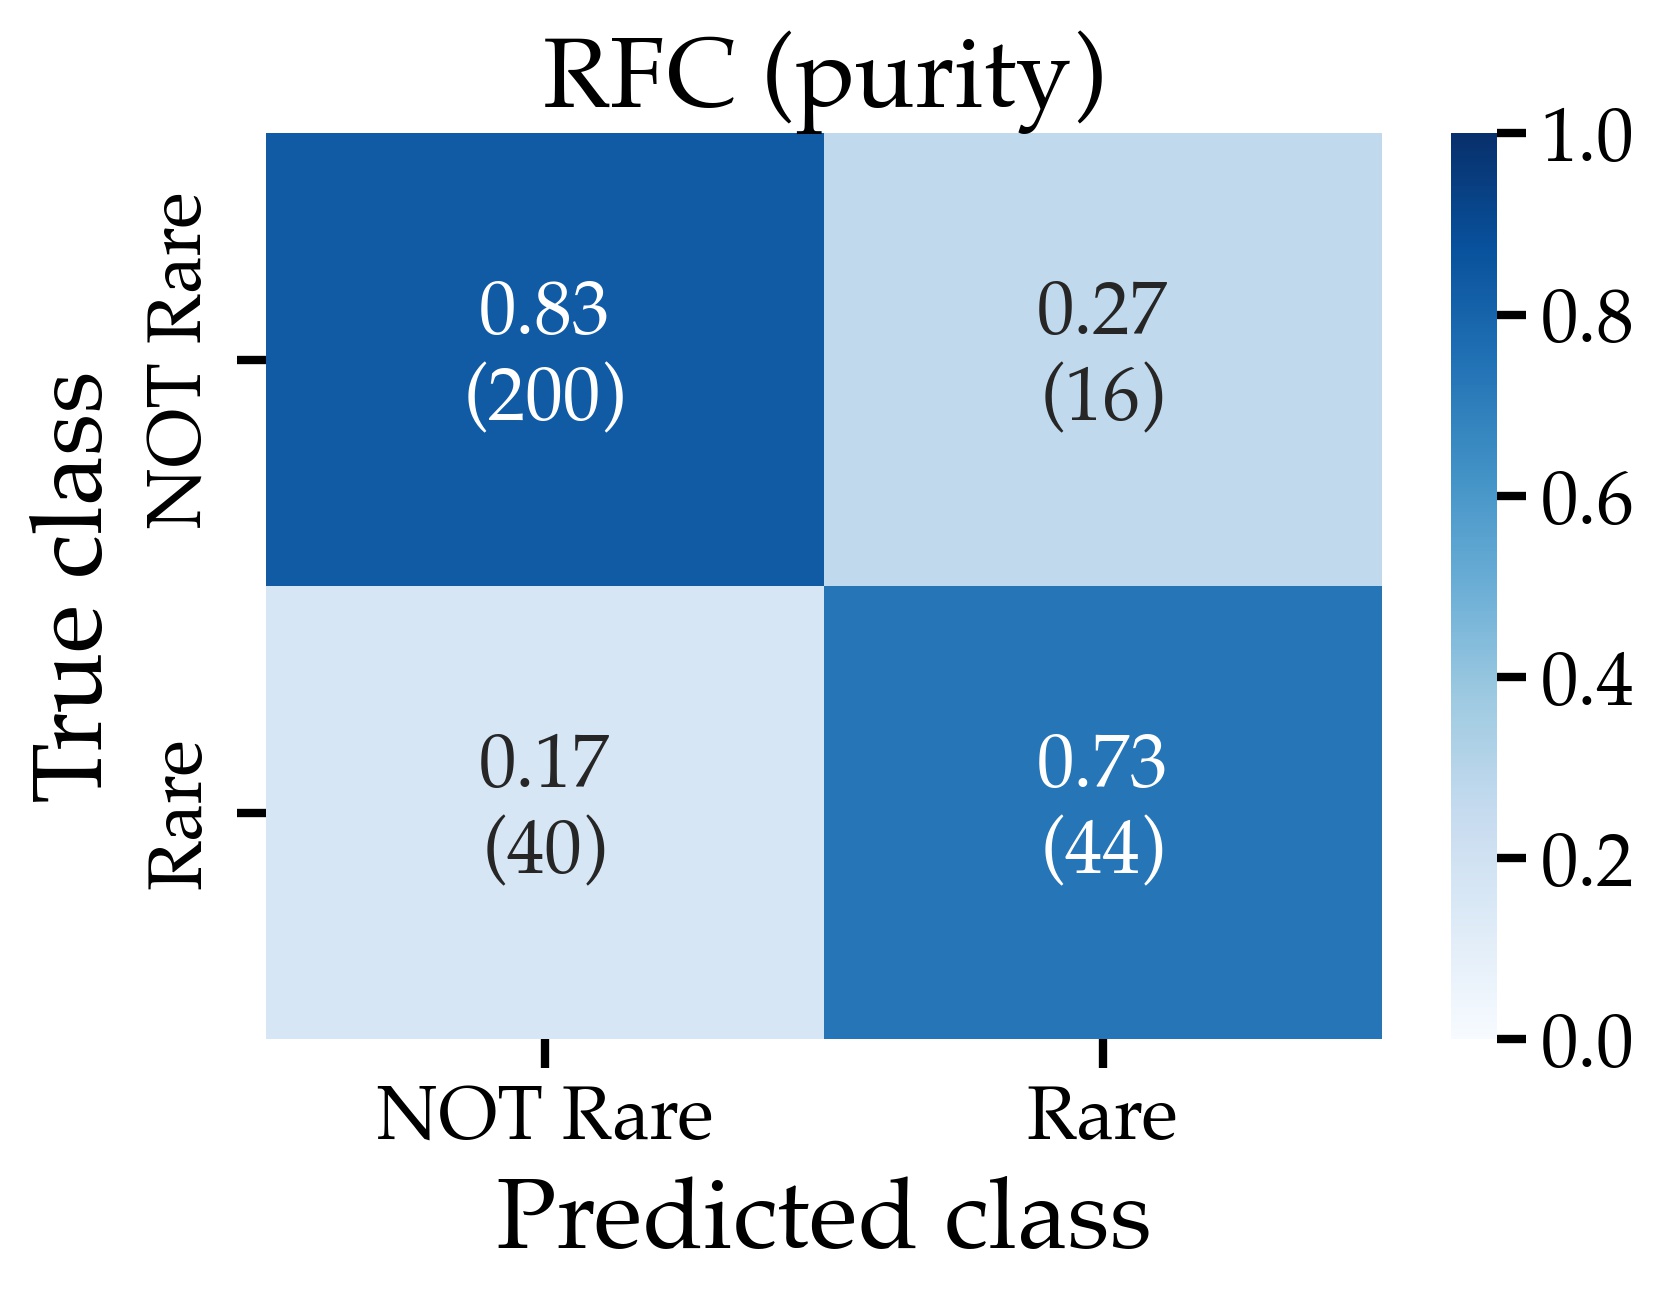 RFC (purity)
True class
NOT Rare
Rare
0.83
(200)
0.27
(16)
0.17
(40)
0.73
(44)
NOT Rare
Rare
Predicted class
1.0
0.8
0.6
0.4
0.2
0.0